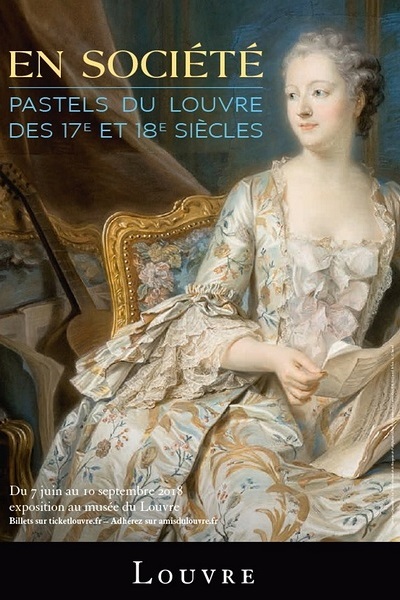 EN SOCIÉTÉ
PASTELS DU LOUVRE
DES 17E ET 18E SIÈCLES
Du 7 juin au 10 septembre 2018
exposition au musée du Louvre
Billets sur ticketlouvre.fr – Adhérez sur amisdulouvre.fr
LOUVRE